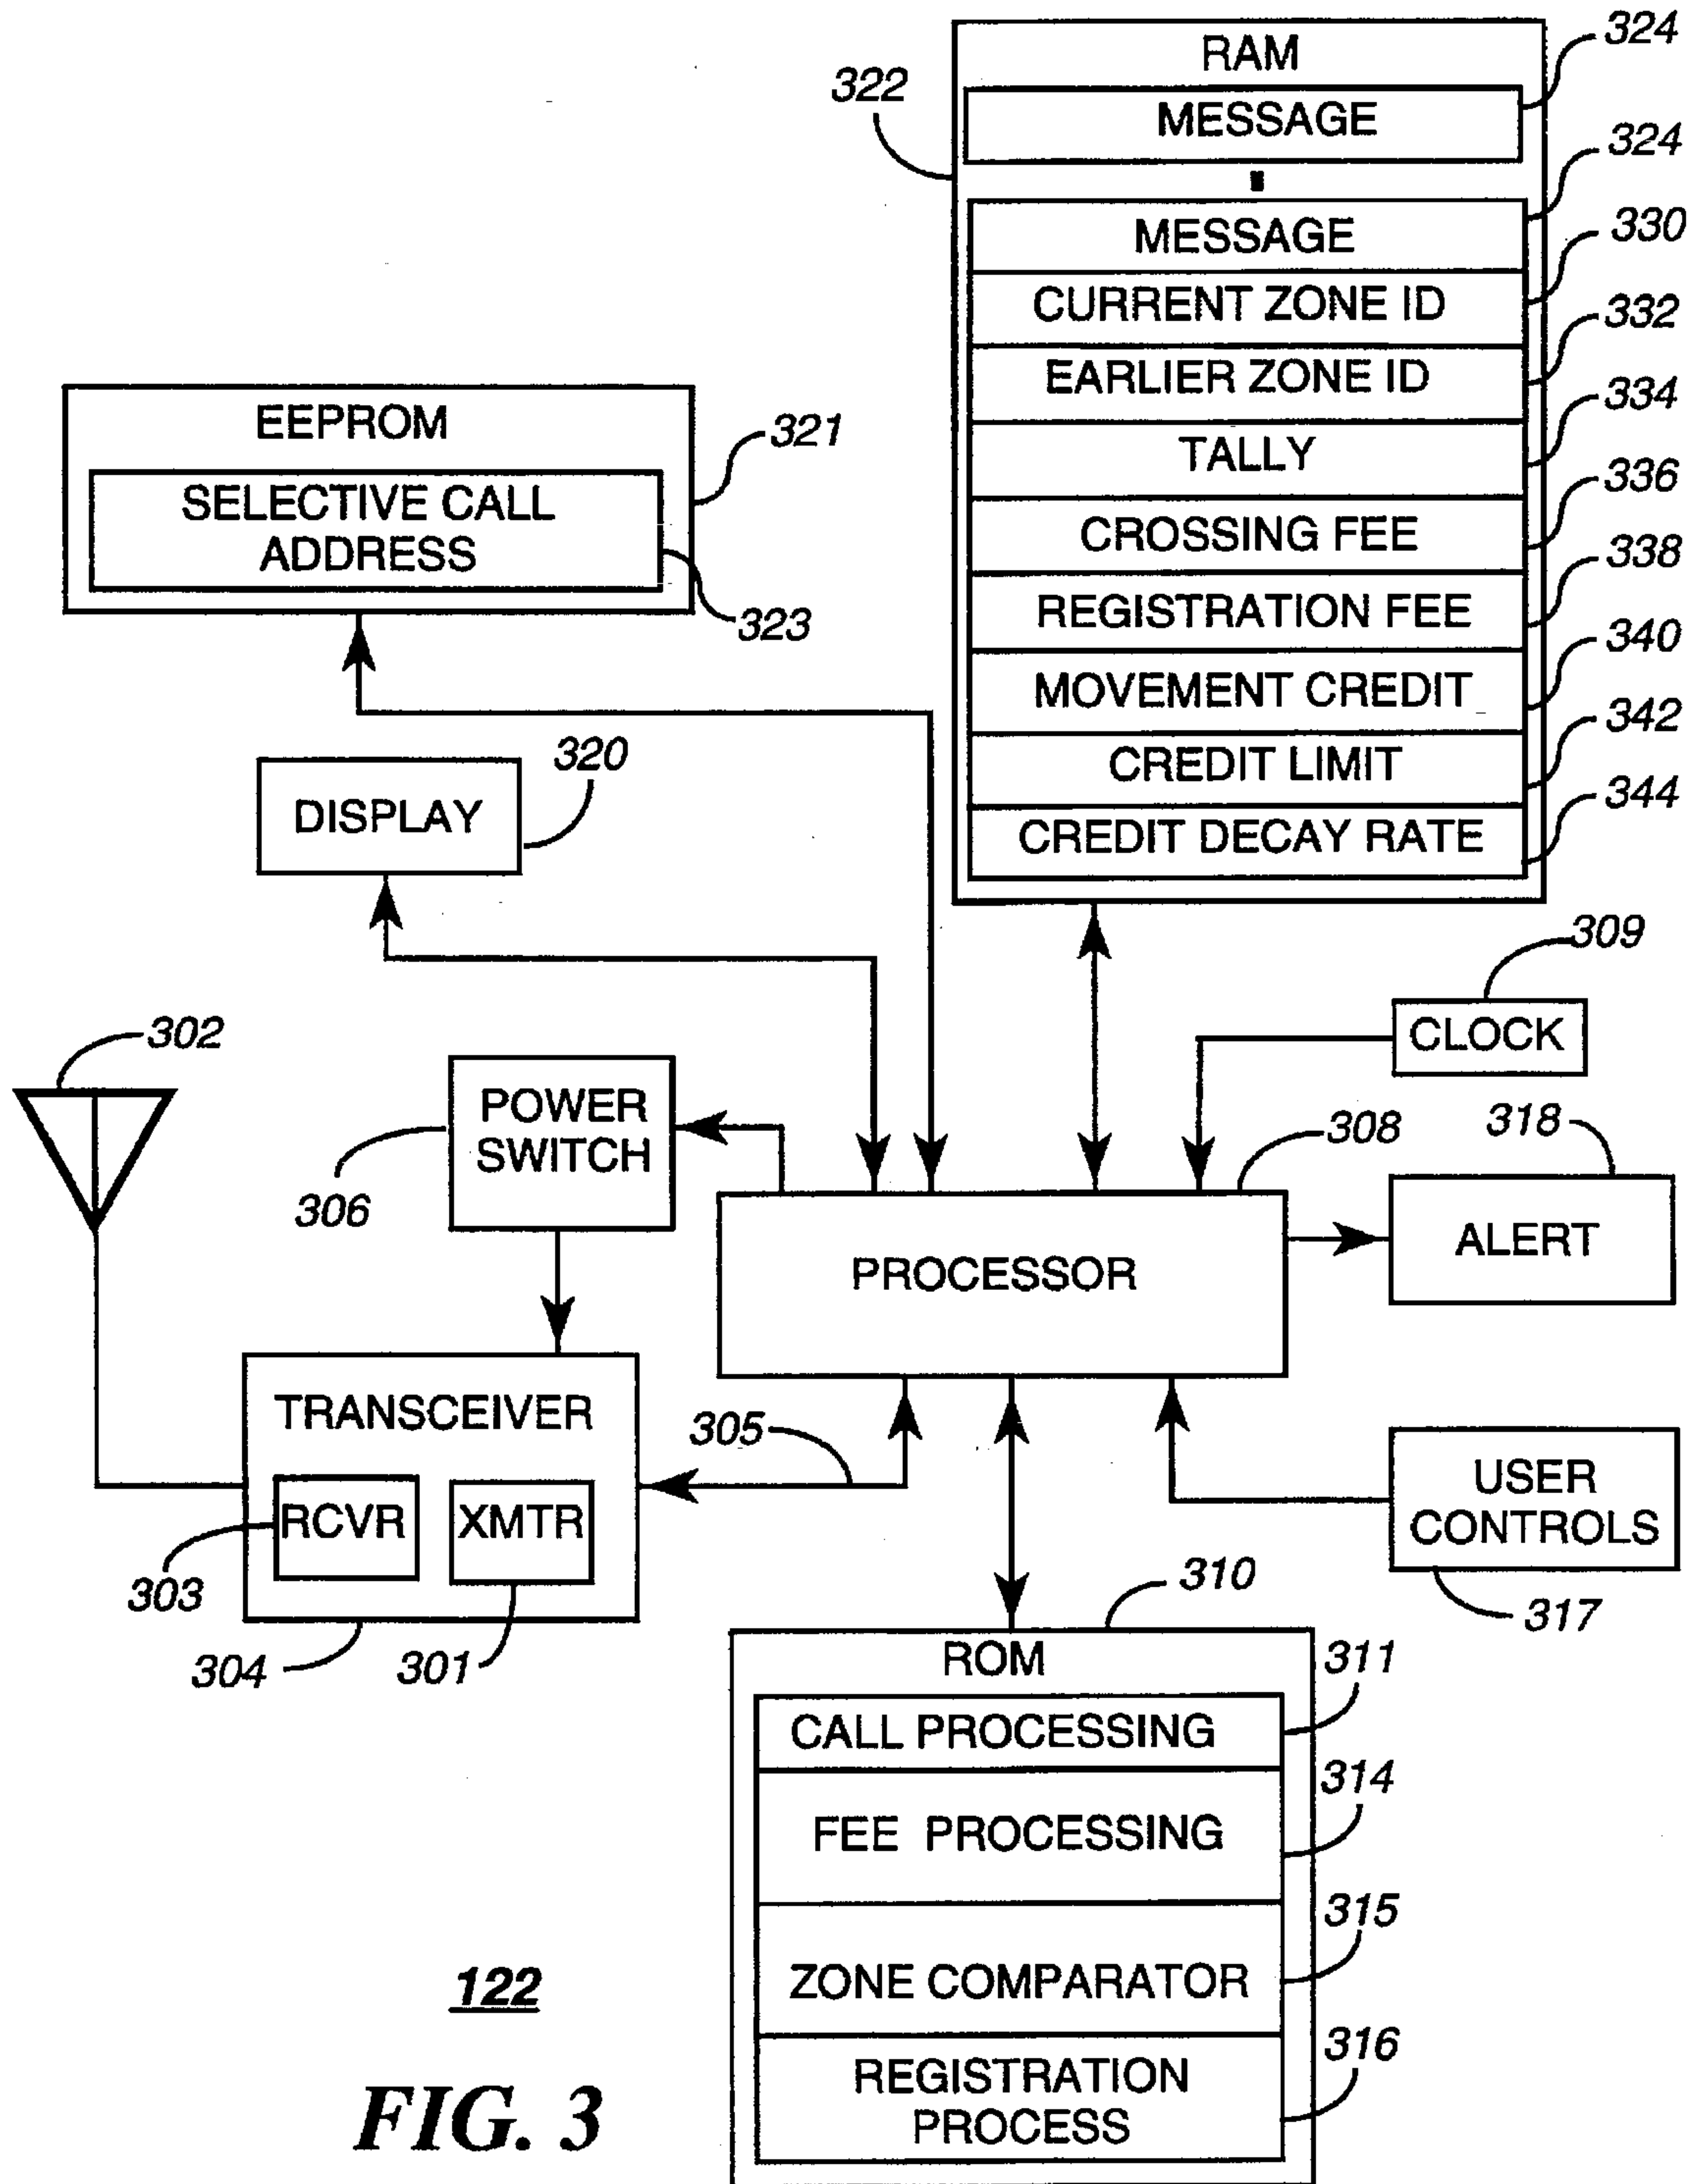 RAM
324
322
MESSAGE
324
MESSAGE
330
CURRENT ZONE ID
332
EARLIER ZONE ID
334
TALLY
336
CROSSING FEE
338
REGISTRATION FEE
340
MOVEMENT CREDIT
342
CREDIT LIMIT
344
CREDIT DECAY RATE
EEPROM
321
SELECTIVE CALL
ADDRESS
323
320
DISPLAY
309
CLOCK
302
POWER
SWITCH
306
308
318
ALERT
PROCESSOR
TRANSCEIVER
305
RCVR
XMTR
303
304
301
USER
CONTROLS
317
310
ROM
311
CALL PROCESSING
314
FEE PROCESSING
315
ZONE COMPARATOR
316
REGISTRATION
PROCESS
122
FIG. 3